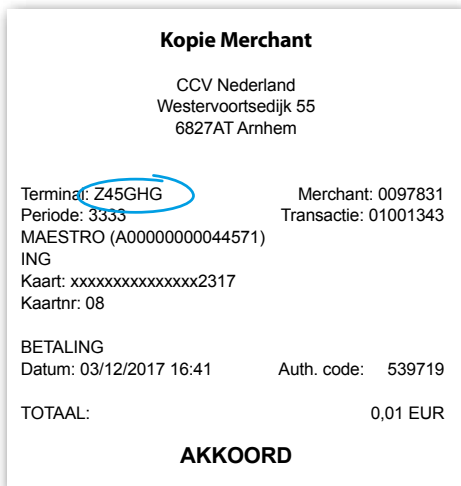 Kopie Merchant
CCV Nederland
Westervoortsedijk 55
6827AT Arnhem
Terminal: Z45GHG Merchant: 0097831
Periode: 3333 Transactie: 01001343
MAESTRO (A00000000044571)
ING
Kaart: xxxxxxxxxxxxxxx2317
Kaartnr: 08
BETALING
Datum: 03/12/2017 16:41 Auth. code: 539719
TOTAAL: 0,01 EUR
AKKOORD